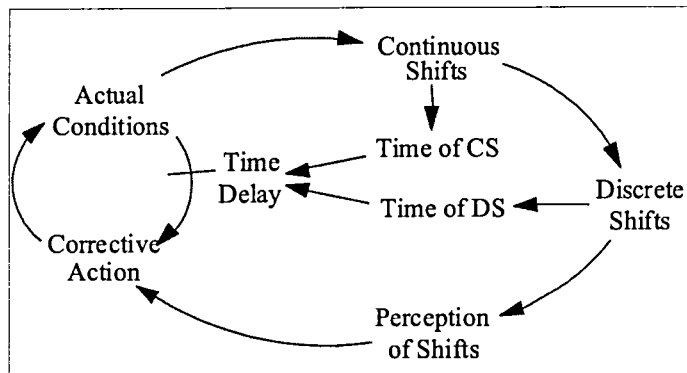 Continuous
Shifts
Actual
Conditions
Time of CS
Time
Delay
Time of DS
Discrete
Shifts
Corrective
Action
Perception
of Shifts